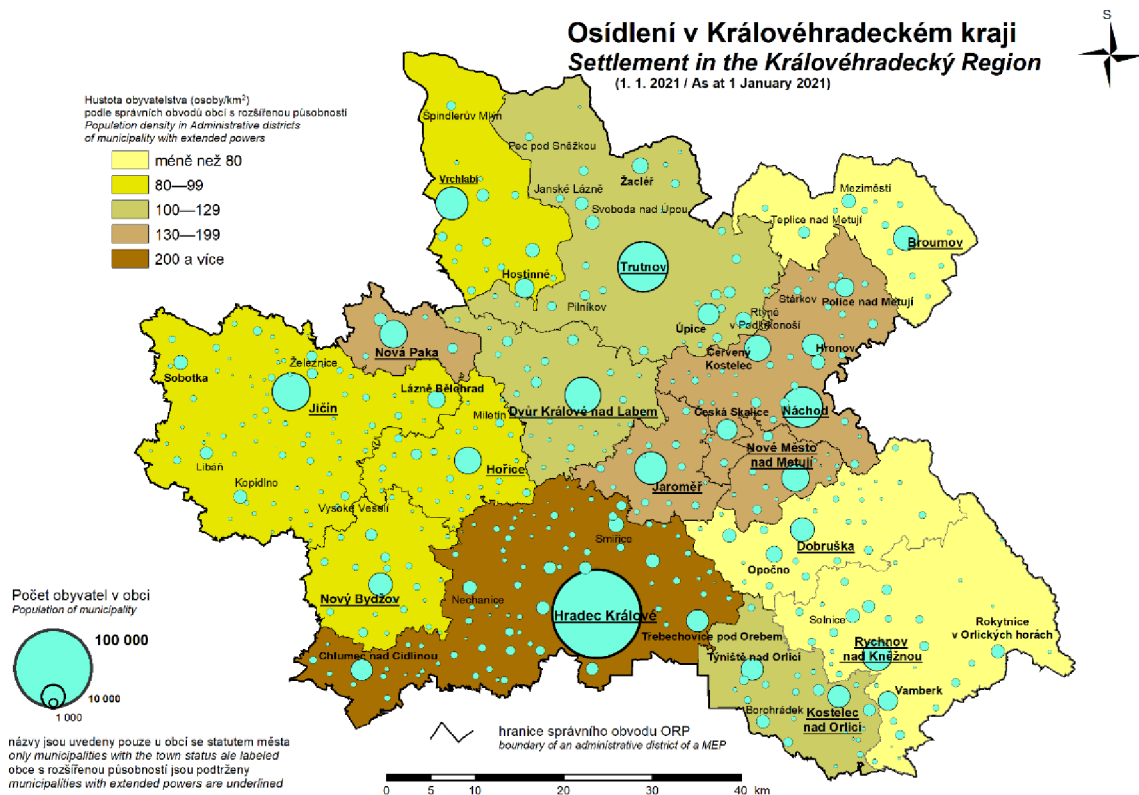 Osídlení v Královéhradeckém kraji
Settlement in the Královéhradecký Region
(1. 1. 2021 / As at 1 January 2021)
S
Hustota obyvatelstva (osoby/km²)
podle správních obvodů obcí s rozšířenou působností
Population density in Administrative districts
of municipality with extended powers
méně než 80
80—99
100—129
130—199
200 a více
Špindlerův Mlýn
Pec pod Sněžkou
Vrchlabí
Janské Lázně
Žacléř
Svoboda nad Úpou
Meziměstí
Teplice nad Metují
Broumov
Trutnov
Hostinné
Pilníkov
Stárkov
Police nad Metují
Úpice
Rtyně
v Podkrkonoší
Nová Paka
Červený
Kostelec
Hronov
Sobotka
Železnice
Lázně Bělohrad
Jičín
Miletín
Dvůr Králové nad Labem
Česká Skalice
Náchod
Libáň
Hořice
Nové Město
nad Metují
Kopidlno
Jaroměř
Vysoké Veselí
Smiřice
Dobruška
Opočno
Nový Bydžov
Nechanice
Hradec Králové
Solnice
Rokytnice
v Orlických horách
Třebechovice pod Orebem
Rychnov
nad Kněžnou
Chlumec nad Cidlinou
Týniště nad Orlicí
Vamberk
Borohrádek
Kostelec
nad Orlicí
Počet obyvatel v obci
Population of municipality
100 000
10 000
1 000
názvy jsou uvedeny pouze u obcí se statutem města
only municipalities with the town status ale labeled
obce s rozšířenou působností jsou podtrženy
municipalities with extended powers are underlined
hranice správního obvodu ORP
boundary of an administrative district of a MEP
0 5 10 20 30 40 km